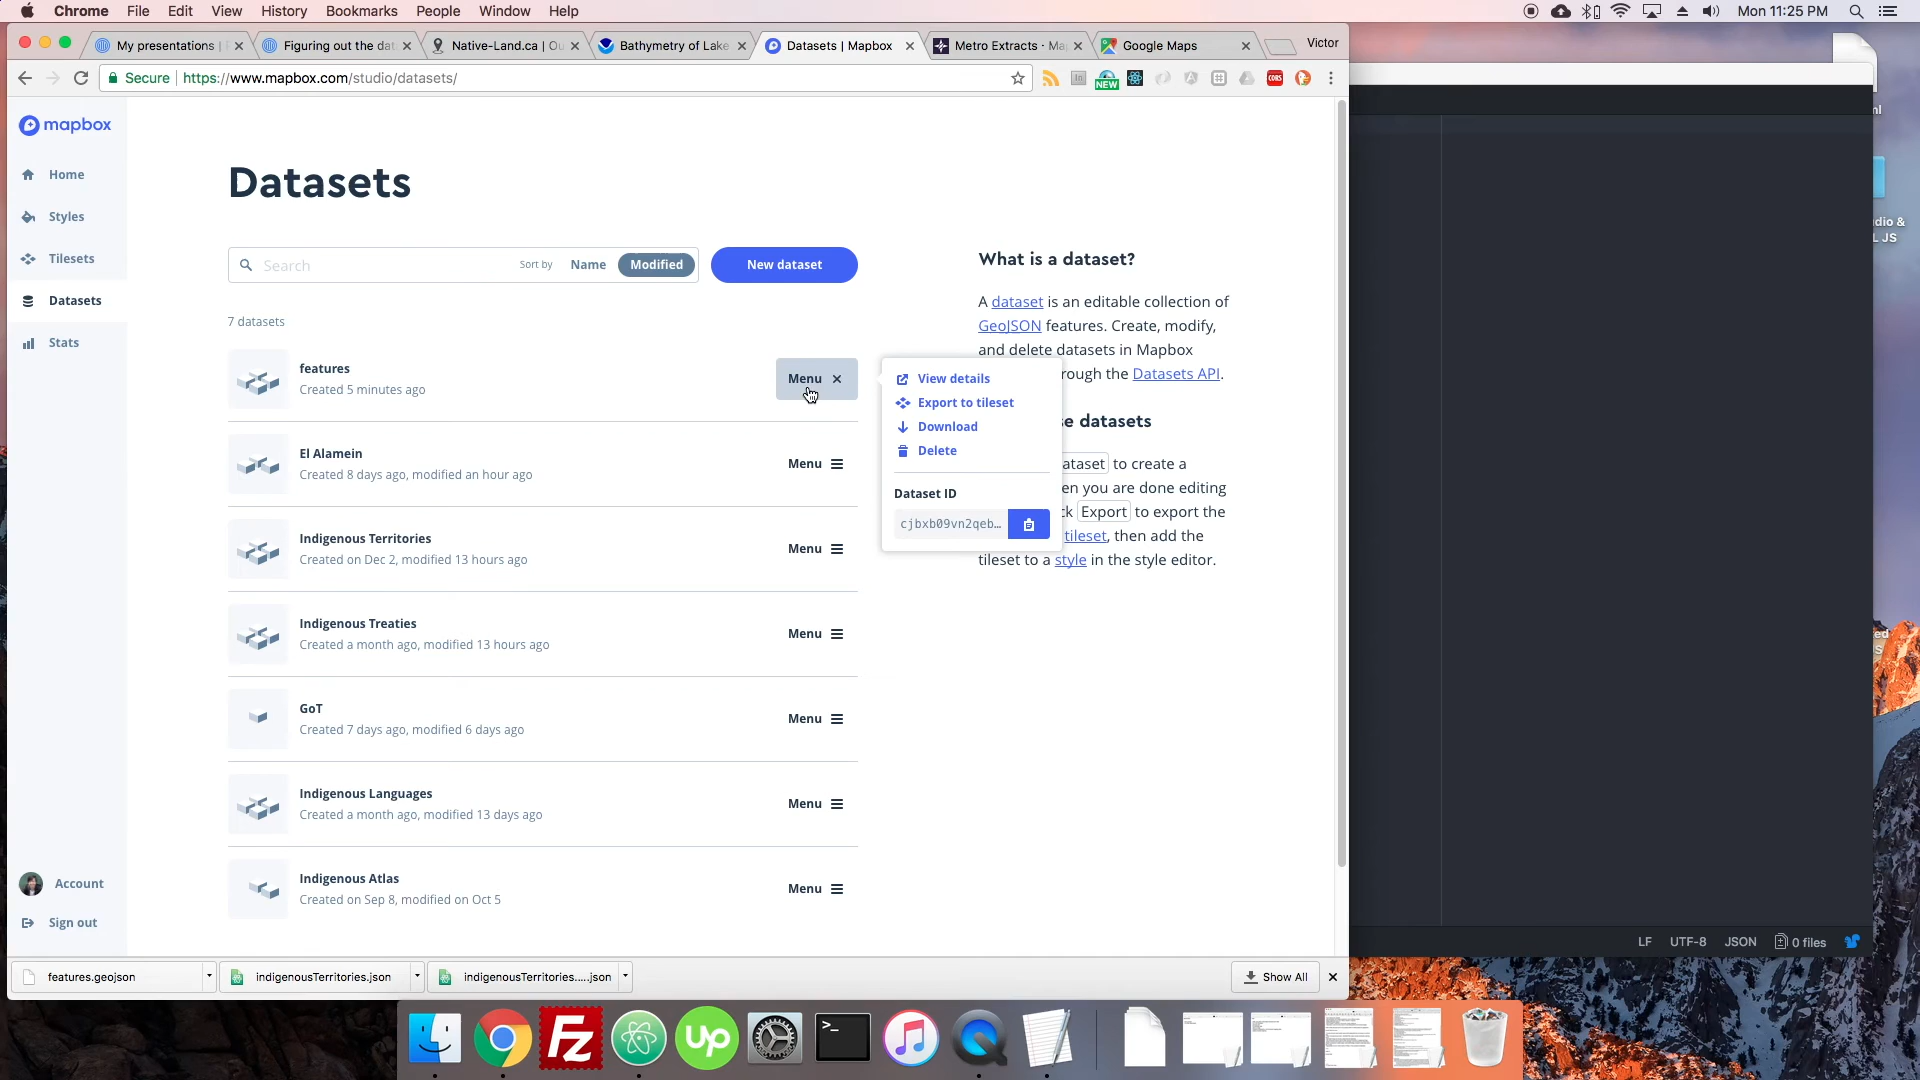 Chrome File Edit View History Bookmarks People Window Help
Mon 11:25 PM
My presentations |
Figuring out the dat
Native-Land.ca | Ou
Bathymetry of Lake
Datasets | Mapbox
Metro Extracts · Ma
Google Maps
Victor
Secure https://www.mapbox.com/studio/datasets/
NEW
CORS
mapbox
Home
Styles
Tilesets
Datasets
Stats
Account
Sign out
Datasets
Search
Sort by Name Modified
New dataset
7 datasets
features
Created 5 minutes ago
Menu
El Alamein
Created 8 days ago, modified an hour ago
Menu
Indigenous Territories
Created on Dec 2, modified 13 hours ago
Menu
Indigenous Treaties
Created a month ago, modified 13 hours ago
Menu
GoT
Created 7 days ago, modified 6 days ago
Menu
Indigenous Languages
Created a month ago, modified 13 days ago
Menu
Indigenous Atlas
Created on Sep 8, modified on Oct 5
Menu
View details
Export to tileset
Download
Delete
Dataset ID
cjbxb09vn2qeb…
What is a dataset?
A dataset is an editable collection of
GeoJSON features. Create, modify,
and delete datasets in Mapbox
rough the Datasets API.
se datasets
ataset to create a
en you are done editing
ck Export to export the
tileset, then add the
tileset to a style in the style editor.
ml
dio &
L JS
ed
S
LF UTF-8 JSON 0 files
features.geojson
indigenousTerritories.json
indigenousTerritories.....json
Show All
Fz
Up
>_